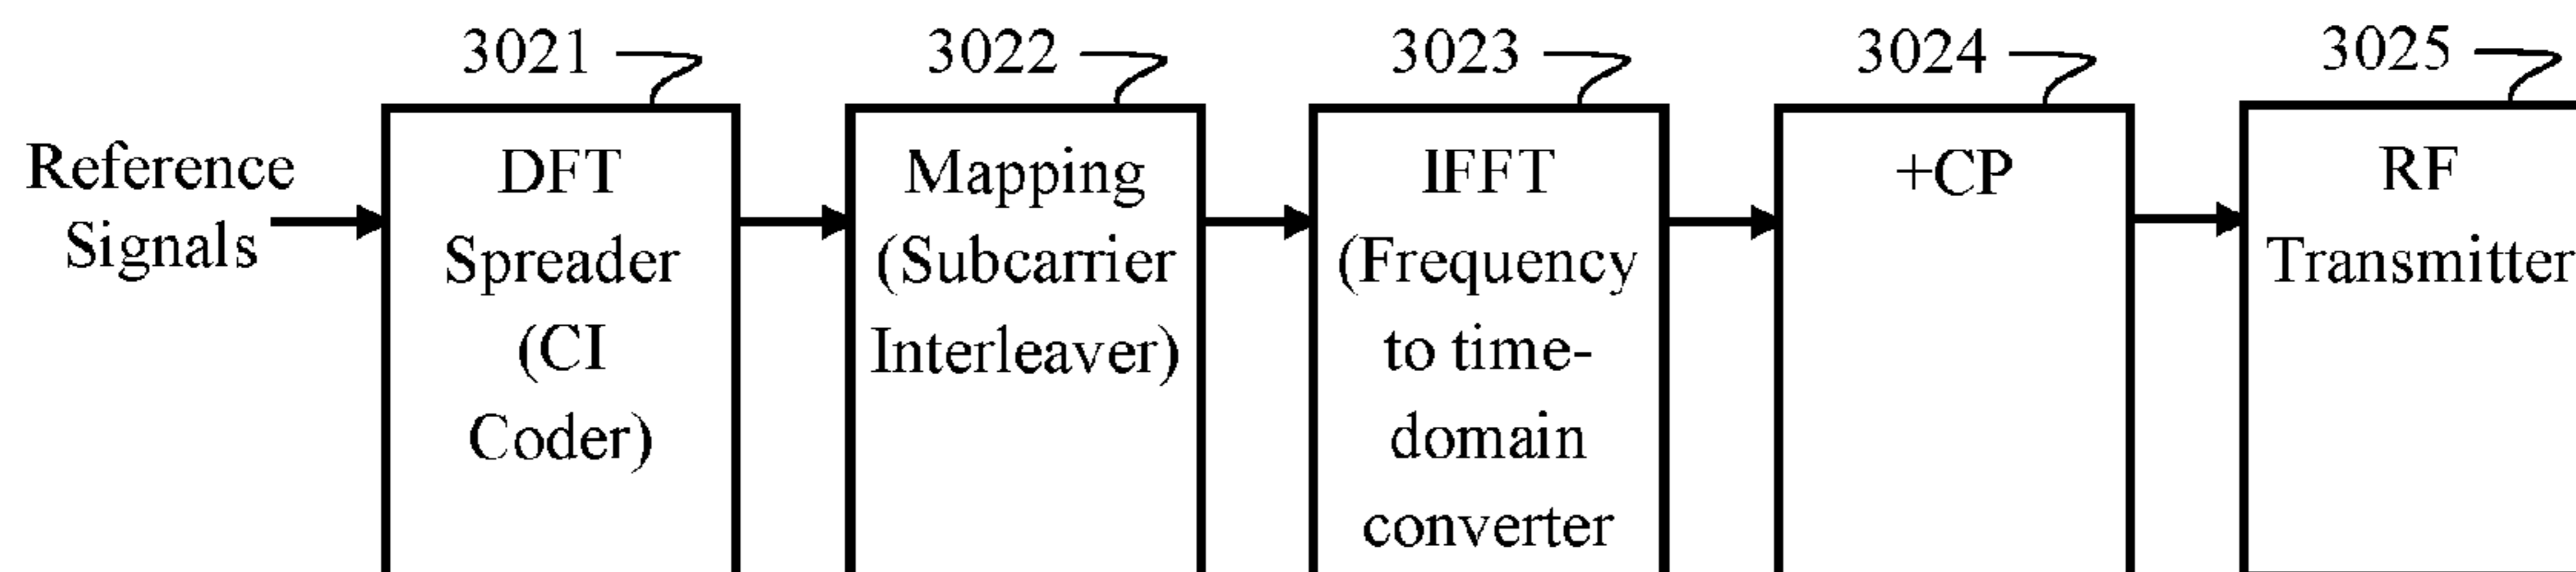 3021
3022
3023
3024
3025
Reference
Signals
DFT
Spreader
(CI
Coder)
Mapping
(Subcarrier
Interleaver)
IFFT
(Frequency
to time-
domain
converter
+CP
RF
Transmitter